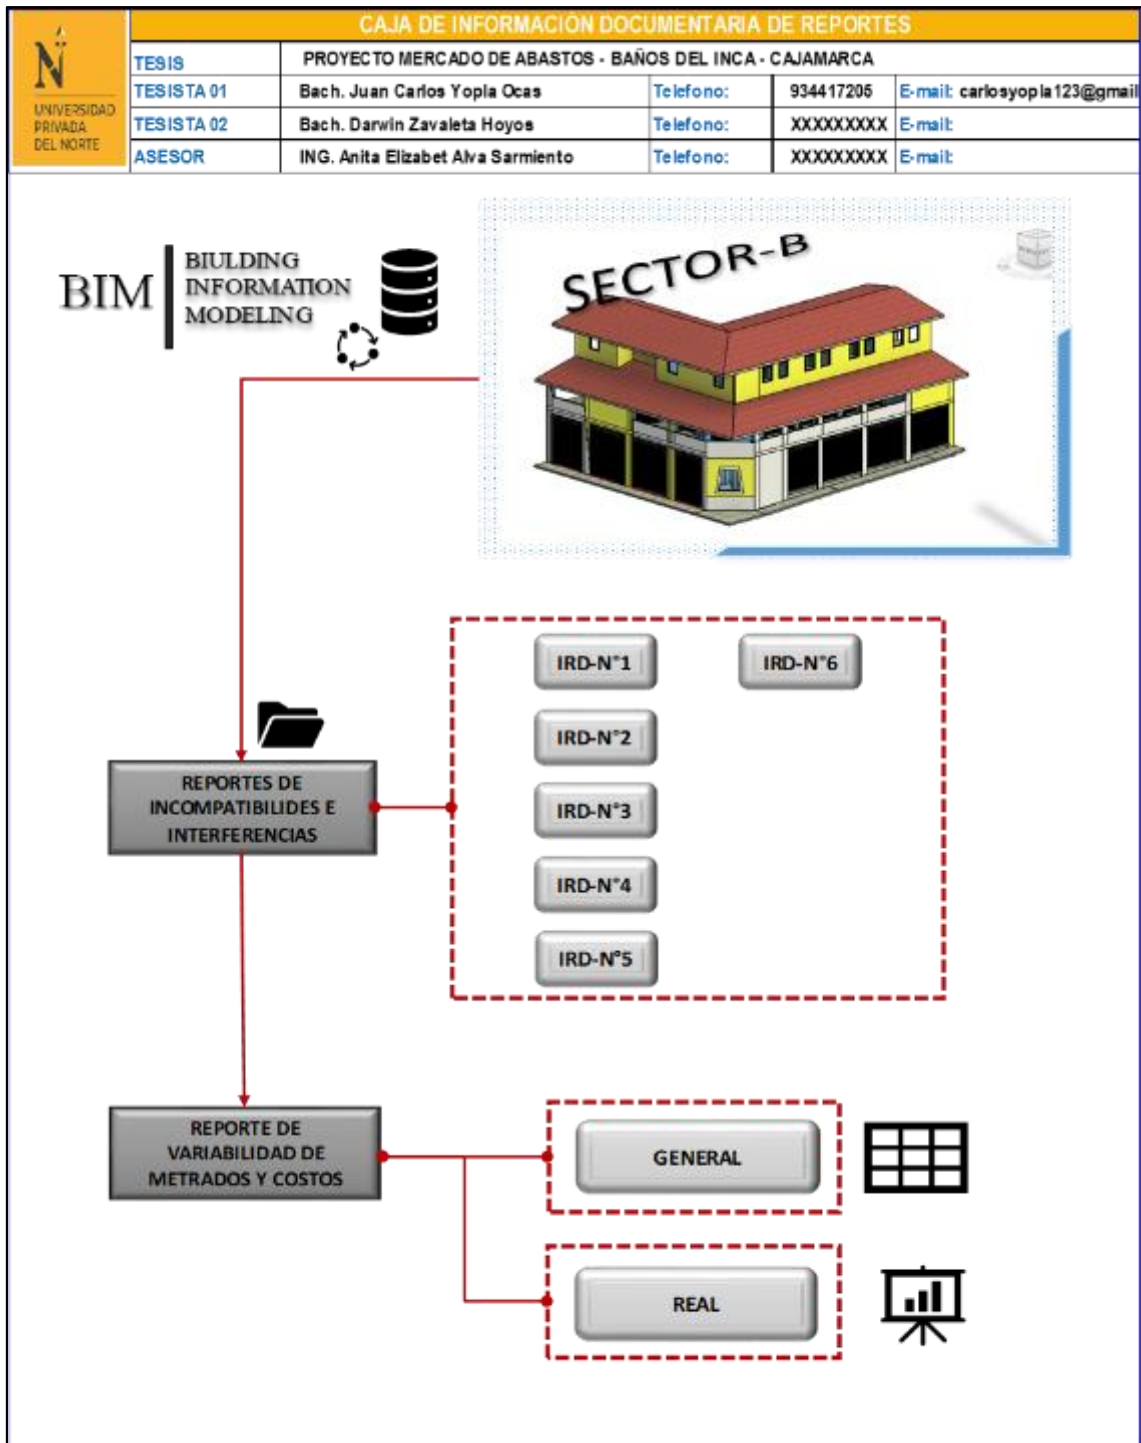 CAJA DE INFORMACIÓN DOCUMENTARIA DE REPORTES
Ñ
UNIVERSIDAD
PRIVADA
DEL NORTE
TESIS PROYECTO MERCADO DE ABASTOS - BAÑOS DEL INCA - CAJAMARCA
TESISTA 01 Bach. Juan Carlos Yopla Ocas Telefono: 934417205 E-mail: carlosyopla123@gmail
TESISTA 02 Bach. Darwin Zavaleta Hoyos Telefono: XXXXXXXXX E-mail:
ASESOR ING. Anita Elizabet Alva Sarmiento Telefono: XXXXXXXXX E-mail:
BIM
BIULDING
INFORMATION
MODELING
SECTOR-B
IRD-N°1 IRD-N°6
IRD-N°2
IRD-N°3
IRD-N°4
IRD-N°5
REPORTES DE
INCOMPATIBILIDES E
INTERFERENCIAS
REPORTE DE
VARIABILIDAD DE
METRADOS Y COSTOS
GENERAL
REAL